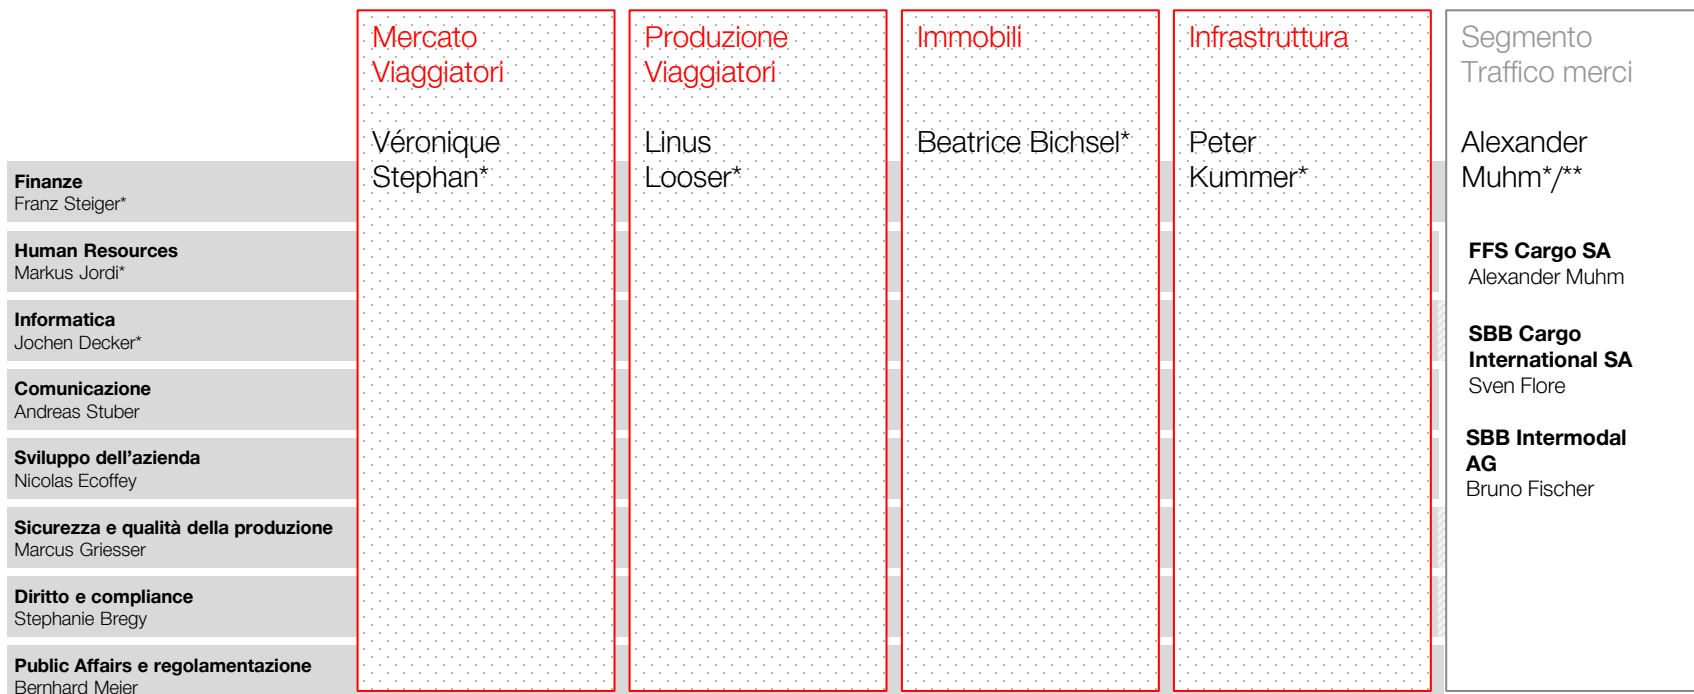 Mercato
Viaggiatori
Véronique
Stephan*
Produzione
Viaggiatori
Linus
Looser*
Immobili
Beatrice Bichsel*
Infrastruttura
Peter
Kummer*
Segmento
Traffico merci
Alexander
Muhm*/**
FFS Cargo SA
Alexander Muhm
SBB Cargo
International SA
Sven Flore
SBB Intermodal
AG
Bruno Fischer
Finanze
Franz Steiger*
Human Resources
Markus Jordi*
Informatica
Jochen Decker*
Comunicazione
Andreas Stuber
Sviluppo dell’azienda
Nicolas Ecoffey
Sicurezza e qualità della produzione
Marcus Griesser
Diritto e compliance
Stephanie Bregy
Public Affairs e regolamentazione
Bernhard Meier